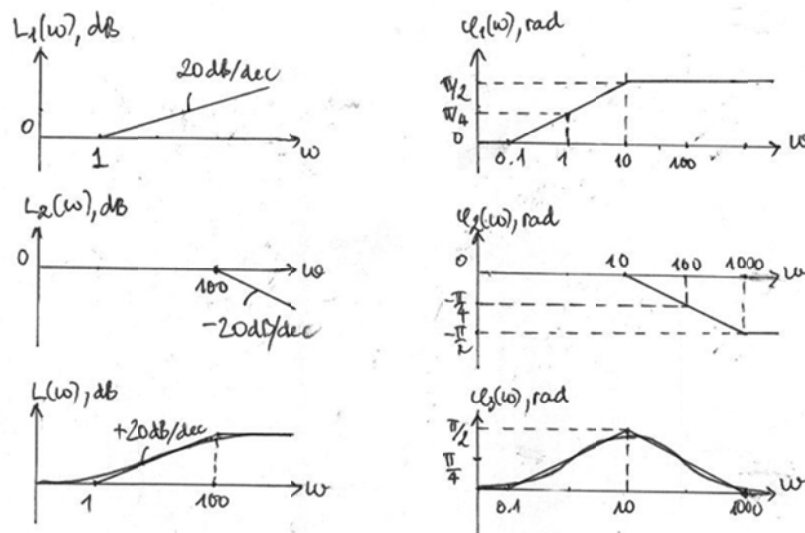 L₁(ω), dB
20dB/dec
0
1
ω
φ₁(ω), rad
π/2
π/4
0
0.1
1
10
100
ω
L₂(ω), dB
0
100
ω
-20dB/dec
φ₂(ω), rad
0
10
100
1000
ω
-π/4
-π/2
L(ω), dB
+20dB/dec
1
100
ω
φ₃(ω), rad
π/2
π/4
0.1
10
1000
ω